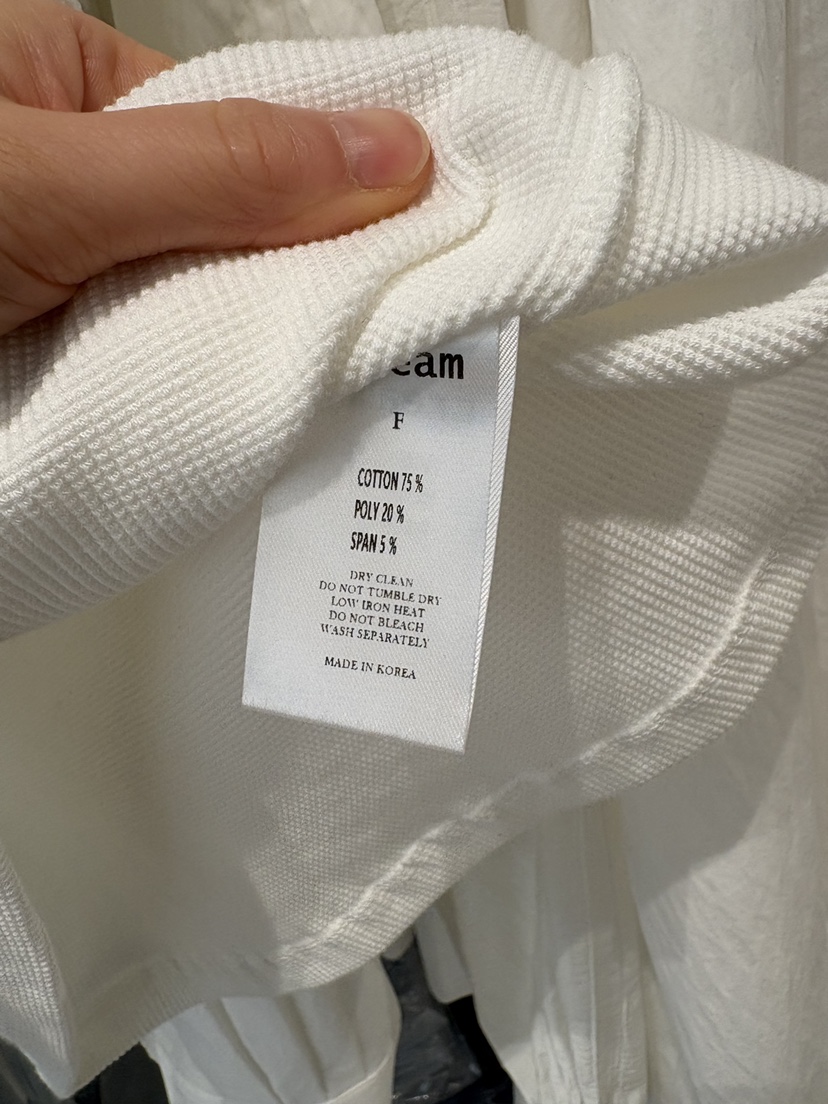 eam
F
COTTON 75 %
POLY 20 %
SPAN 5 %
DRY CLEAN
DO NOT TUMBLE DRY
LOW IRON HEAT
DO NOT BLEACH
WASH SEPARATELY
MADE IN KOREA